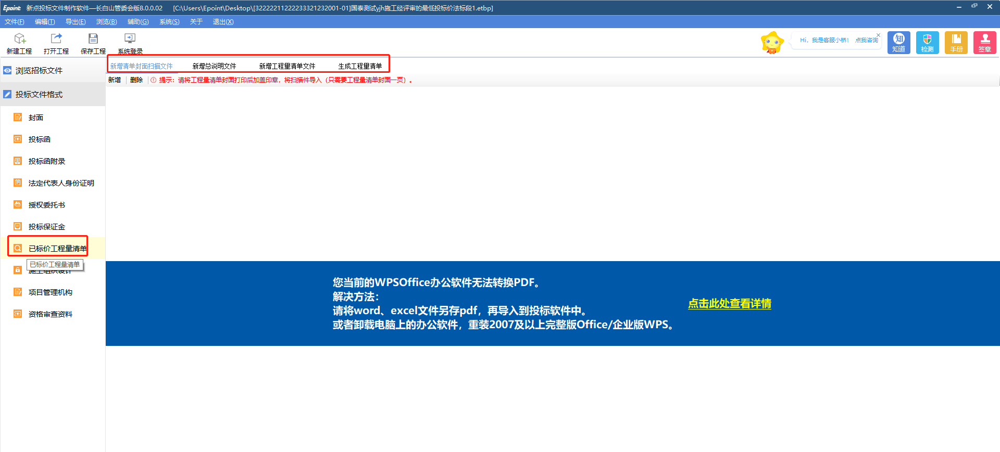 Epoint 新点投标文件制作软件—长白山管委会版8.0.0.02 [C:\Users\Epoint\Desktop\[32222211222233321232001-01]国泰测试yjh施工经评审的最低投标价法标段1.etbp]
文件(F) 编辑(T) 导出(E) 浏览(B) 辅助(G) 系统(S) 关于 退出(X)
新建工程 打开工程 保存工程 系统登录
Hi，我是客服小桥！ 点我咨询
知
知道 检测 手册 签章
浏览招标文件
投标文件格式
封面
投标函
投标函附录
法定代表人身份证明
授权委托书
投标保证金
已标价工程量清单
已标价工程量清单
施工组织设计
项目管理机构
资格审查资料
新增清单封面扫描文件 新增总说明文件 新增工程量清单文件 生成工程量清单
新增 删除 提示：请将工程量清单封面打印后加盖印章，将扫描件导入（只需要工程量清单封面一页）。
您当前的WPSOffice办公软件无法转换PDF。
解决方法：
请将word、excel文件另存pdf，再导入到投标软件中。
或者卸载电脑上的办公软件，重装2007及以上完整版Office/企业版WPS。
点击此处查看详情